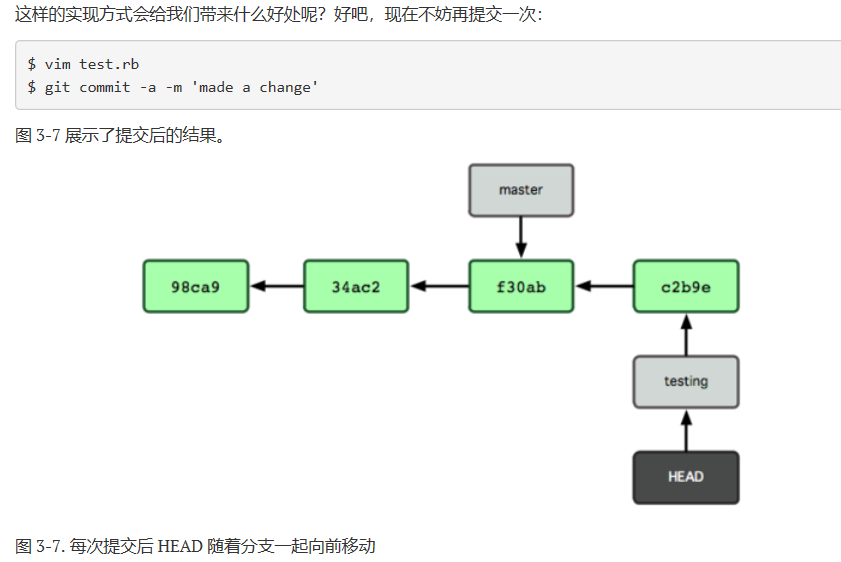 这样的实现方式会给我们带来什么好处呢？好吧，现在不妨再提交一次：
$ vim test.rb
$ git commit -a -m 'made a change'
图 3-7 展示了提交后的结果。
master
98ca9
34ac2
f30ab
c2b9e
testing
HEAD
图 3-7. 每次提交后 HEAD 随着分支一起向前移动